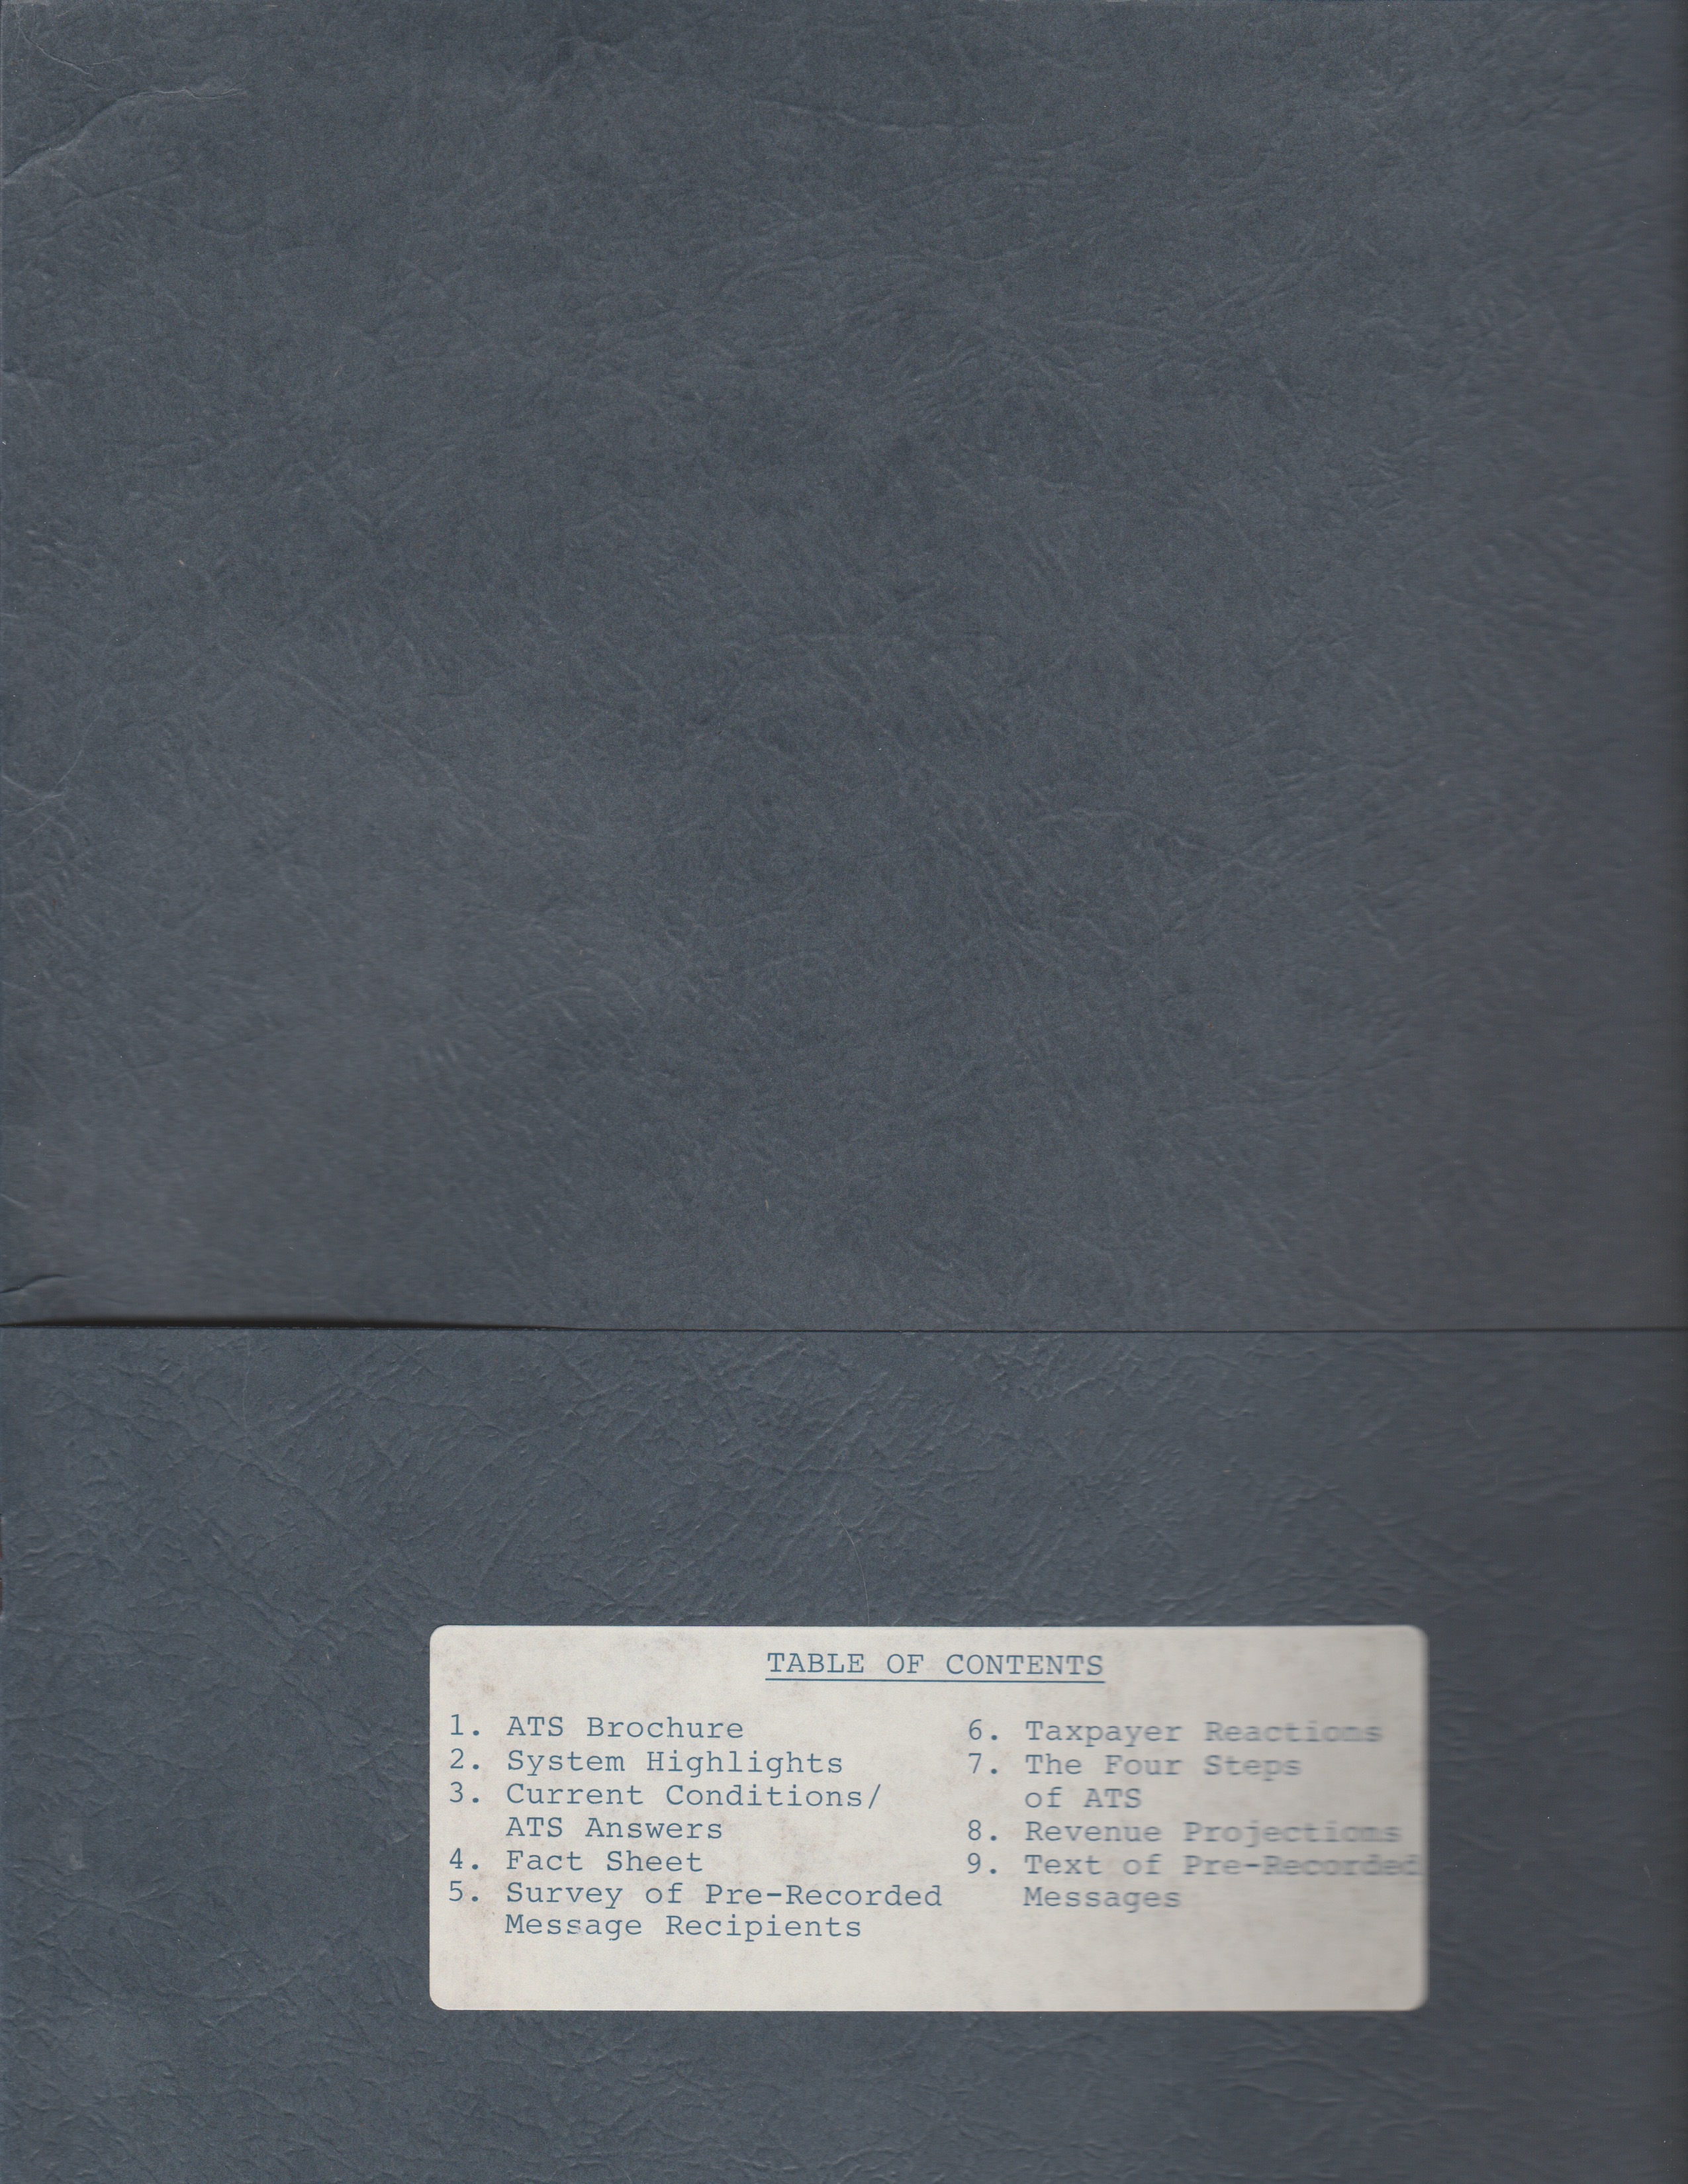 TABLE OF CONTENTS
1. ATS Brochure
2. System Highlights
3. Current Conditions/
ATS Answers
4. Fact Sheet
5. Survey of Pre-Recorded
Message Recipients
6. Taxpayer Reactions
7. The Four Steps
of ATS
8. Revenue Projections
9. Text of Pre-Recorded
Messages